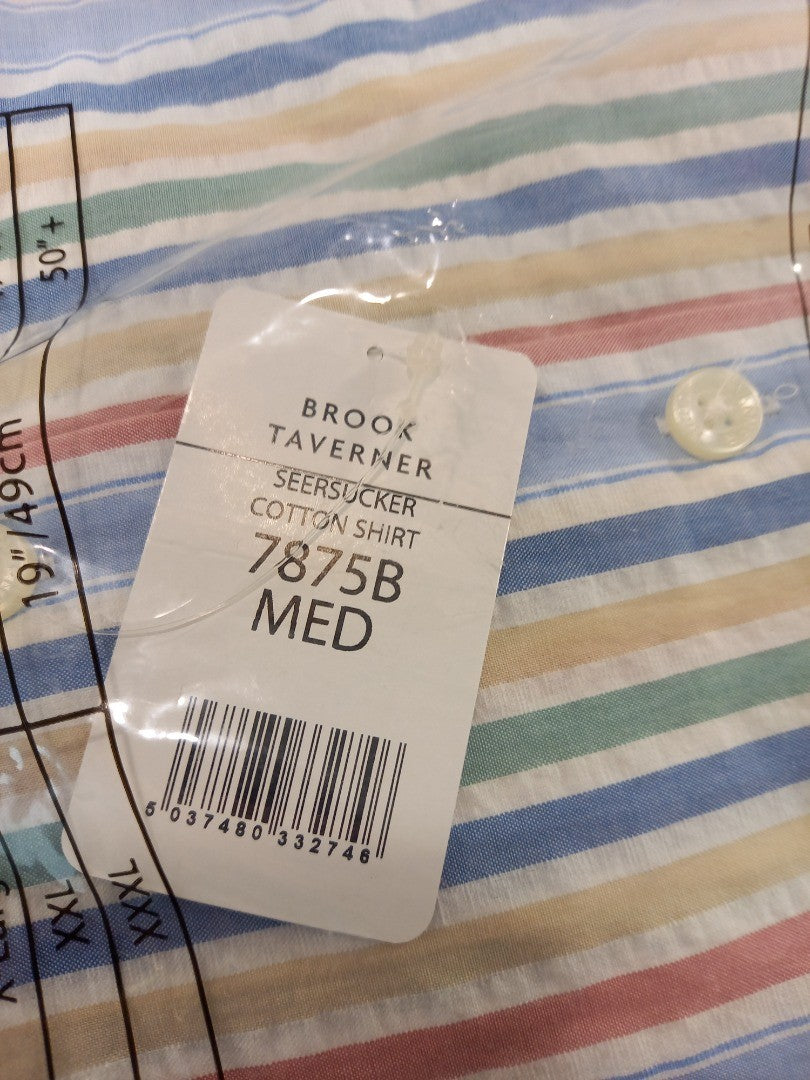 BROOK
TAVERNER
SEERSUCKER
COTTON SHIRT
7875B
MED
5 037480 332746
50"+
19"/49cm
XXL
XXXL